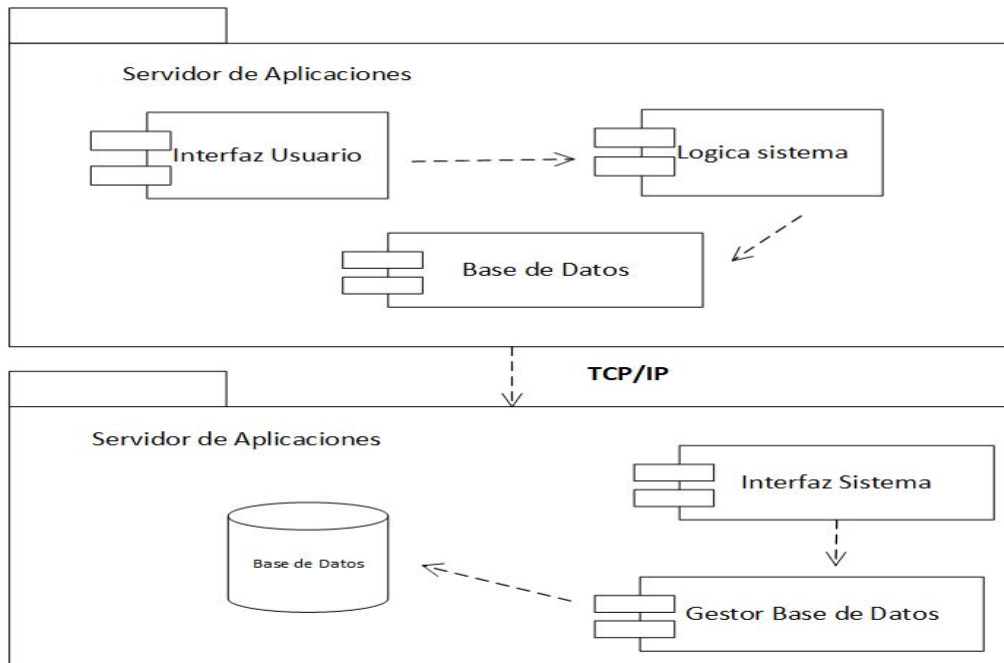 Servidor de Aplicaciones
Interfaz Usuario
Logica sistema
Base de Datos
TCP/IP
Servidor de Aplicaciones
Interfaz Sistema
Base de Datos
Gestor Base de Datos